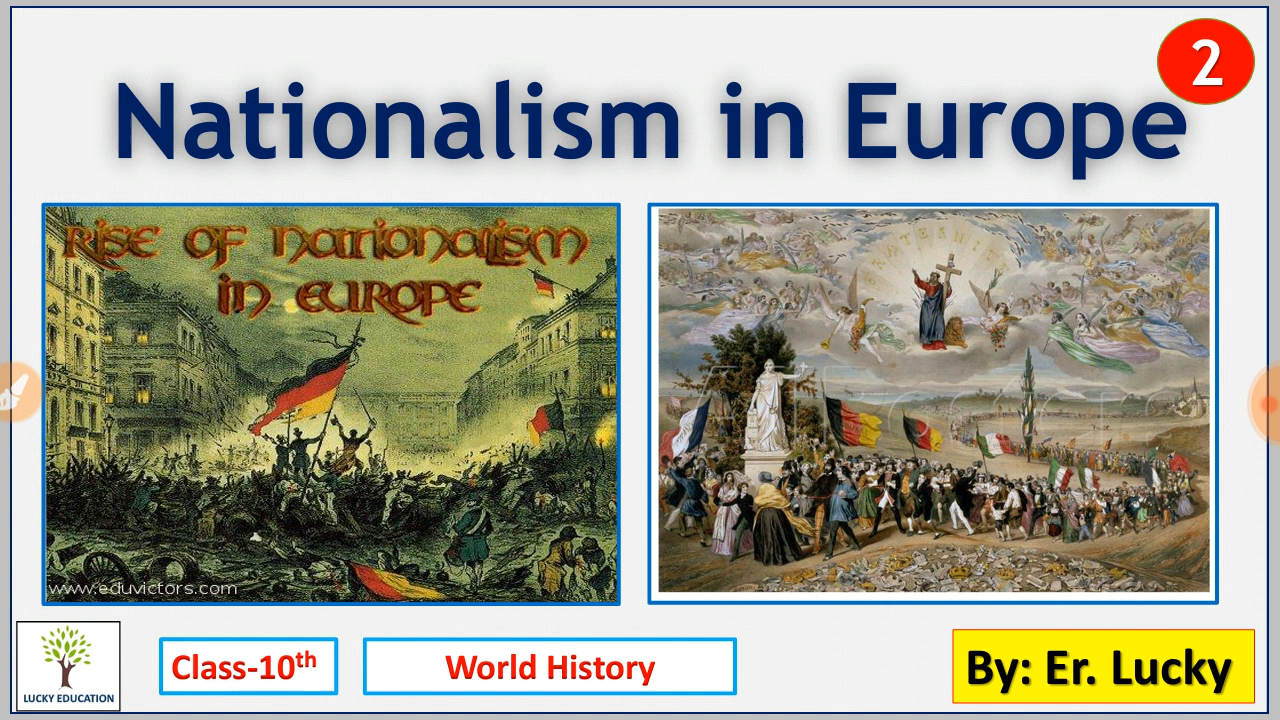 2
Nationalism in Europe
RISE OF NATIONALISM
IN EUROPE
www.eduvictors.com
LUCKY EDUCATION
Class-10th
World History
By: Er. Lucky